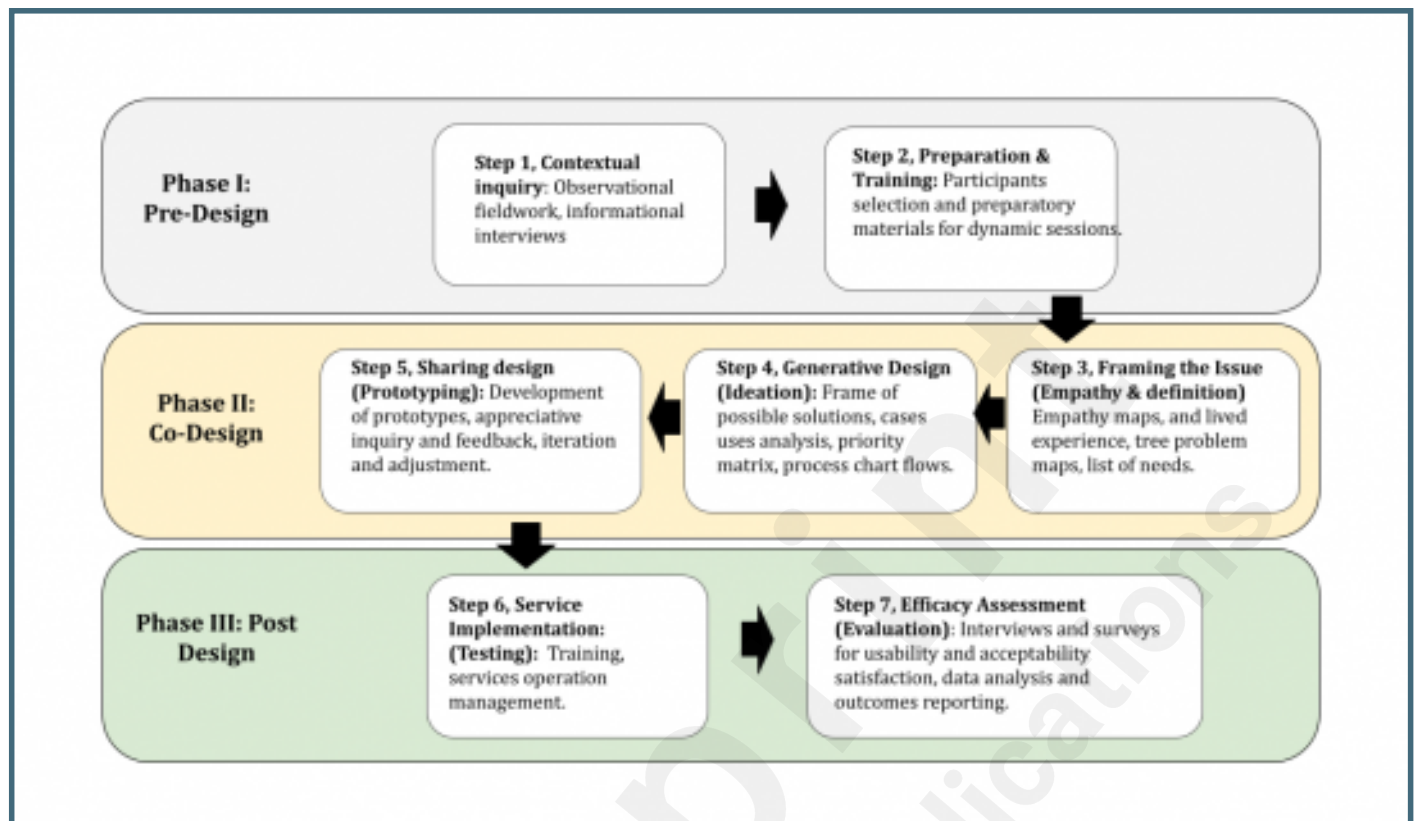 Phase I:
Pre-Design
Step 1, Contextual
inquiry: Observational
fieldwork, informational
interviews
Step 2, Preparation &
Training: Participants
selection and preparatory
materials for dynamic sessions.
Phase II:
Co-Design
Step 3, Framing the Issue
(Empathy & definition)
Empathy maps, and lived
experience, tree problem
maps, list of needs.
Step 4, Generative Design
(Ideation): Frame of
possible solutions, cases
uses analysis, priority
matrix, process chart flows.
Step 5, Sharing design
(Prototyping): Development
of prototypes, appreciative
inquiry and feedback, iteration
and adjustment.
Phase III: Post
Design
Step 6, Service
Implementation:
(Testing): Training,
services operation
management.
Step 7, Efficacy Assessment
(Evaluation): Interviews and surveys
for usability and acceptability
satisfaction, data analysis and
outcomes reporting.